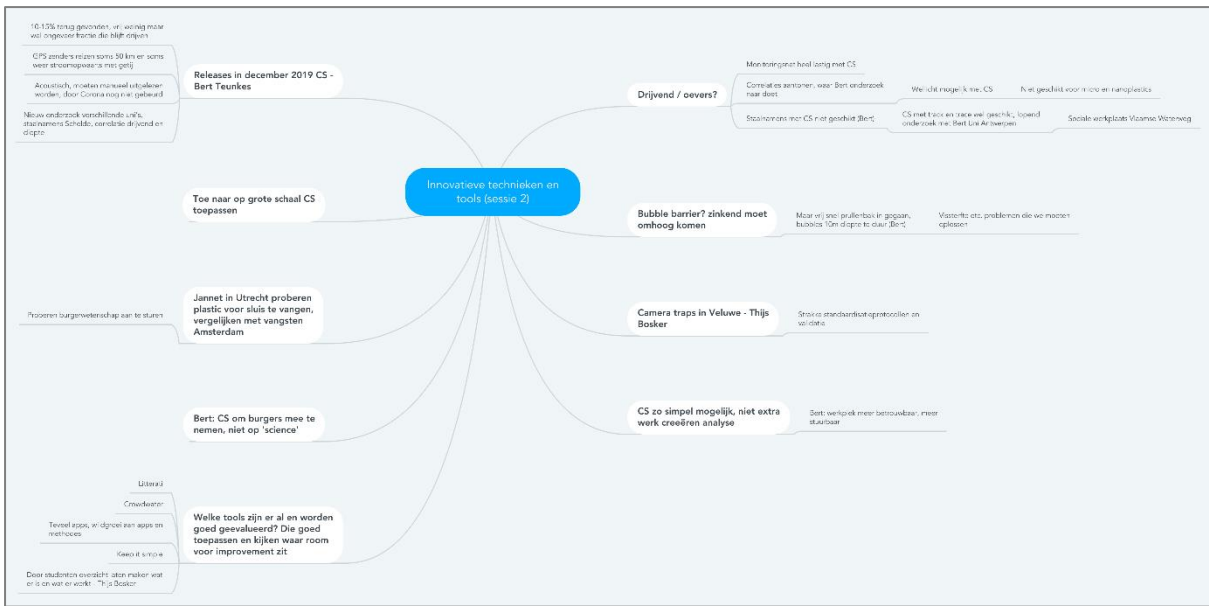 Innovatieve technieken en
tools (sessie 2)
10-15% terug gevonden, vrij weinig maar
wel ongeveer fractie die blijft drijven
GPS zenders reizen soms 50 km en soms
weer stroomopwaarts met getij
Acoustisch, moeten manueel uitgelezen
worden, door Corona nog niet gebeurd
Nieuw onderzoek verschillende uni's,
staalnamens Schelde, correlatie drijvend en
diepte
Releases in december 2019 CS -
Bert Teunkes
Toe naar op grote schaal CS
toepassen
Proberen burgerwetenschap aan te sturen
Jannet in Utrecht proberen
plastic voor sluis te vangen,
vergelijken met vangsten
Amsterdam
Bert: CS om burgers mee te
nemen, niet op 'science'
Litterati
Crowdwater
Teveel apps, wildgroei aan apps en
methodes
Keep it simple
Door studenten overzicht laten maken wat
er is en wat er werkt - Thijs Bosker
Welke tools zijn er al en worden
goed geevalueerd? Die goed
toepassen en kijken waar room
voor improvement zit
Drijvend / oevers?
Monitoringsnet heel lastig met CS
Correlaties aantonen, waar Bert onderzoek
naar doet
Wellicht mogelijk met CS
Niet geschikt voor micro en nanoplastics
Staalnamens met CS niet geschikt (Bert)
CS met track en trace wel geschikt, lopend
onderzoek met Bert Uni Antwerpen
Sociale werkplaats Vlaamse Waterweg
Bubble barrier? zinkend moet
omhoog komen
Maar vrij snel prullenbak in gegaan,
bubbles 10m diepte te duur (Bert)
Vissterfte etc. problemen die we moeten
oplossen
Camera traps in Veluwe - Thijs
Bosker
Strakke standaardisatieprotocollen en
validatie
CS zo simpel mogelijk, niet extra
werk creeëren analyse
Bert: werkplek meer betrouwbaar, meer
stuurbaar